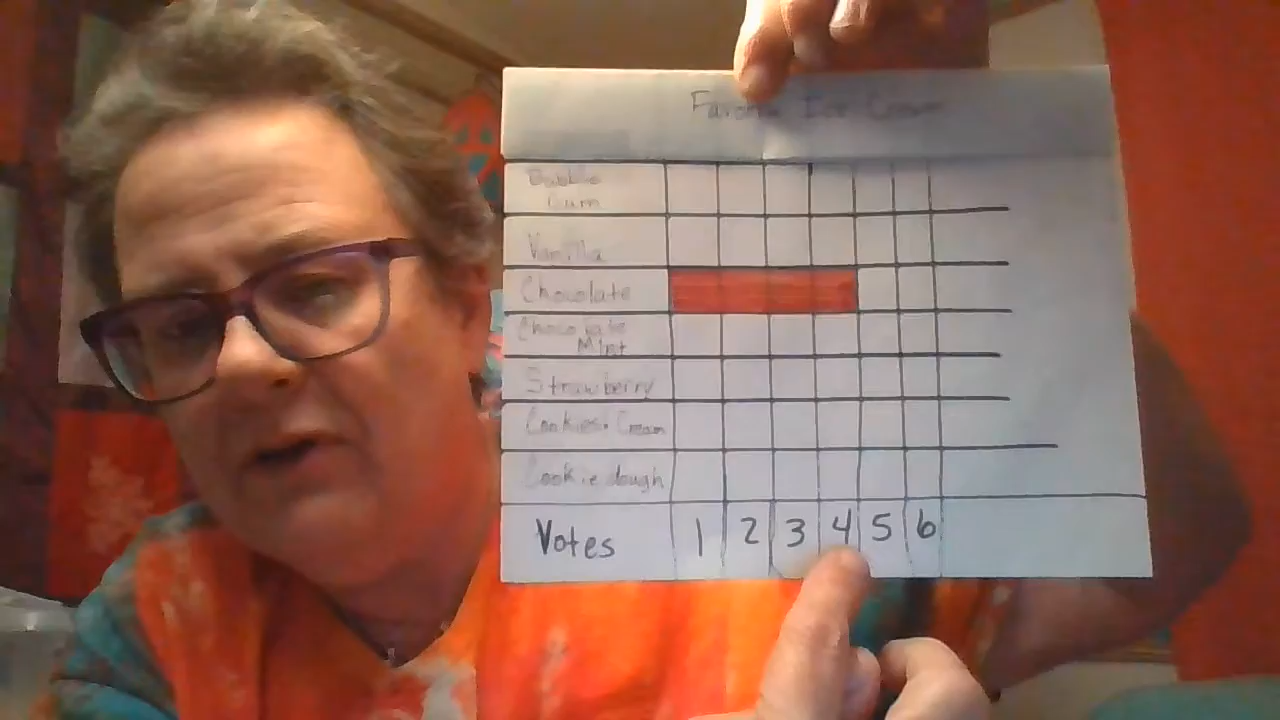 Favorite Ice Cream
Bubble
Gum
Vanilla
Chocolate
Chocolate
Mint
Strawberry
Cookies + Cream
Cookie dough
Votes 1 2 3 4 5 6